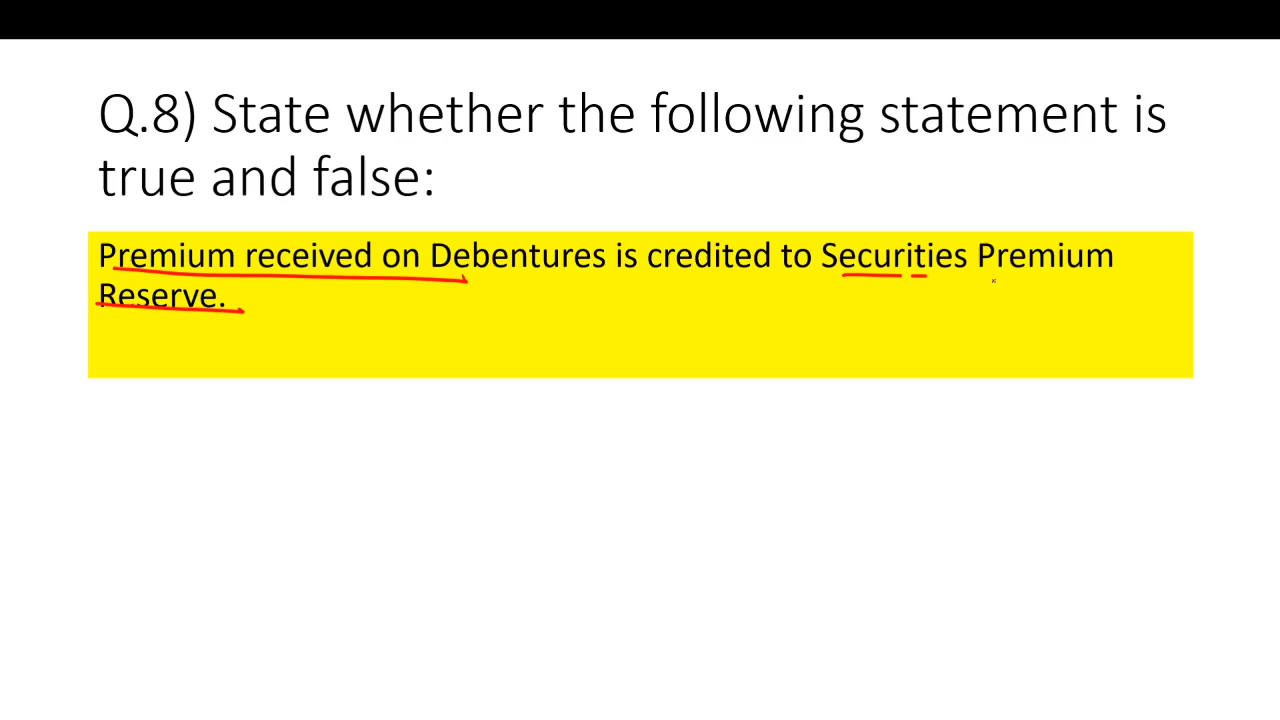 Q.8) State whether the following statement is
true and false:
Premium received on Debentures is credited to Securities Premium
Reserve.